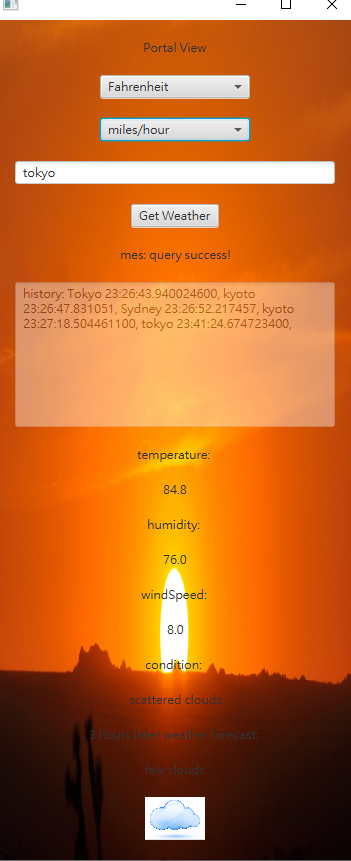 Portal View
Fahrenheit
miles/hour
tokyo
Get Weather
mes: query success!
history: Tokyo 23:26:43.940024600, kyoto
23:26:47.831051, Sydney 23:26:52.217457, kyoto
23:27:18.504461100, tokyo 23:41:24.674723400,
temperature:
84.8
humidity:
76.0
windSpeed:
8.0
condition:
scattered clouds
3 hours later weather forecast:
few clouds